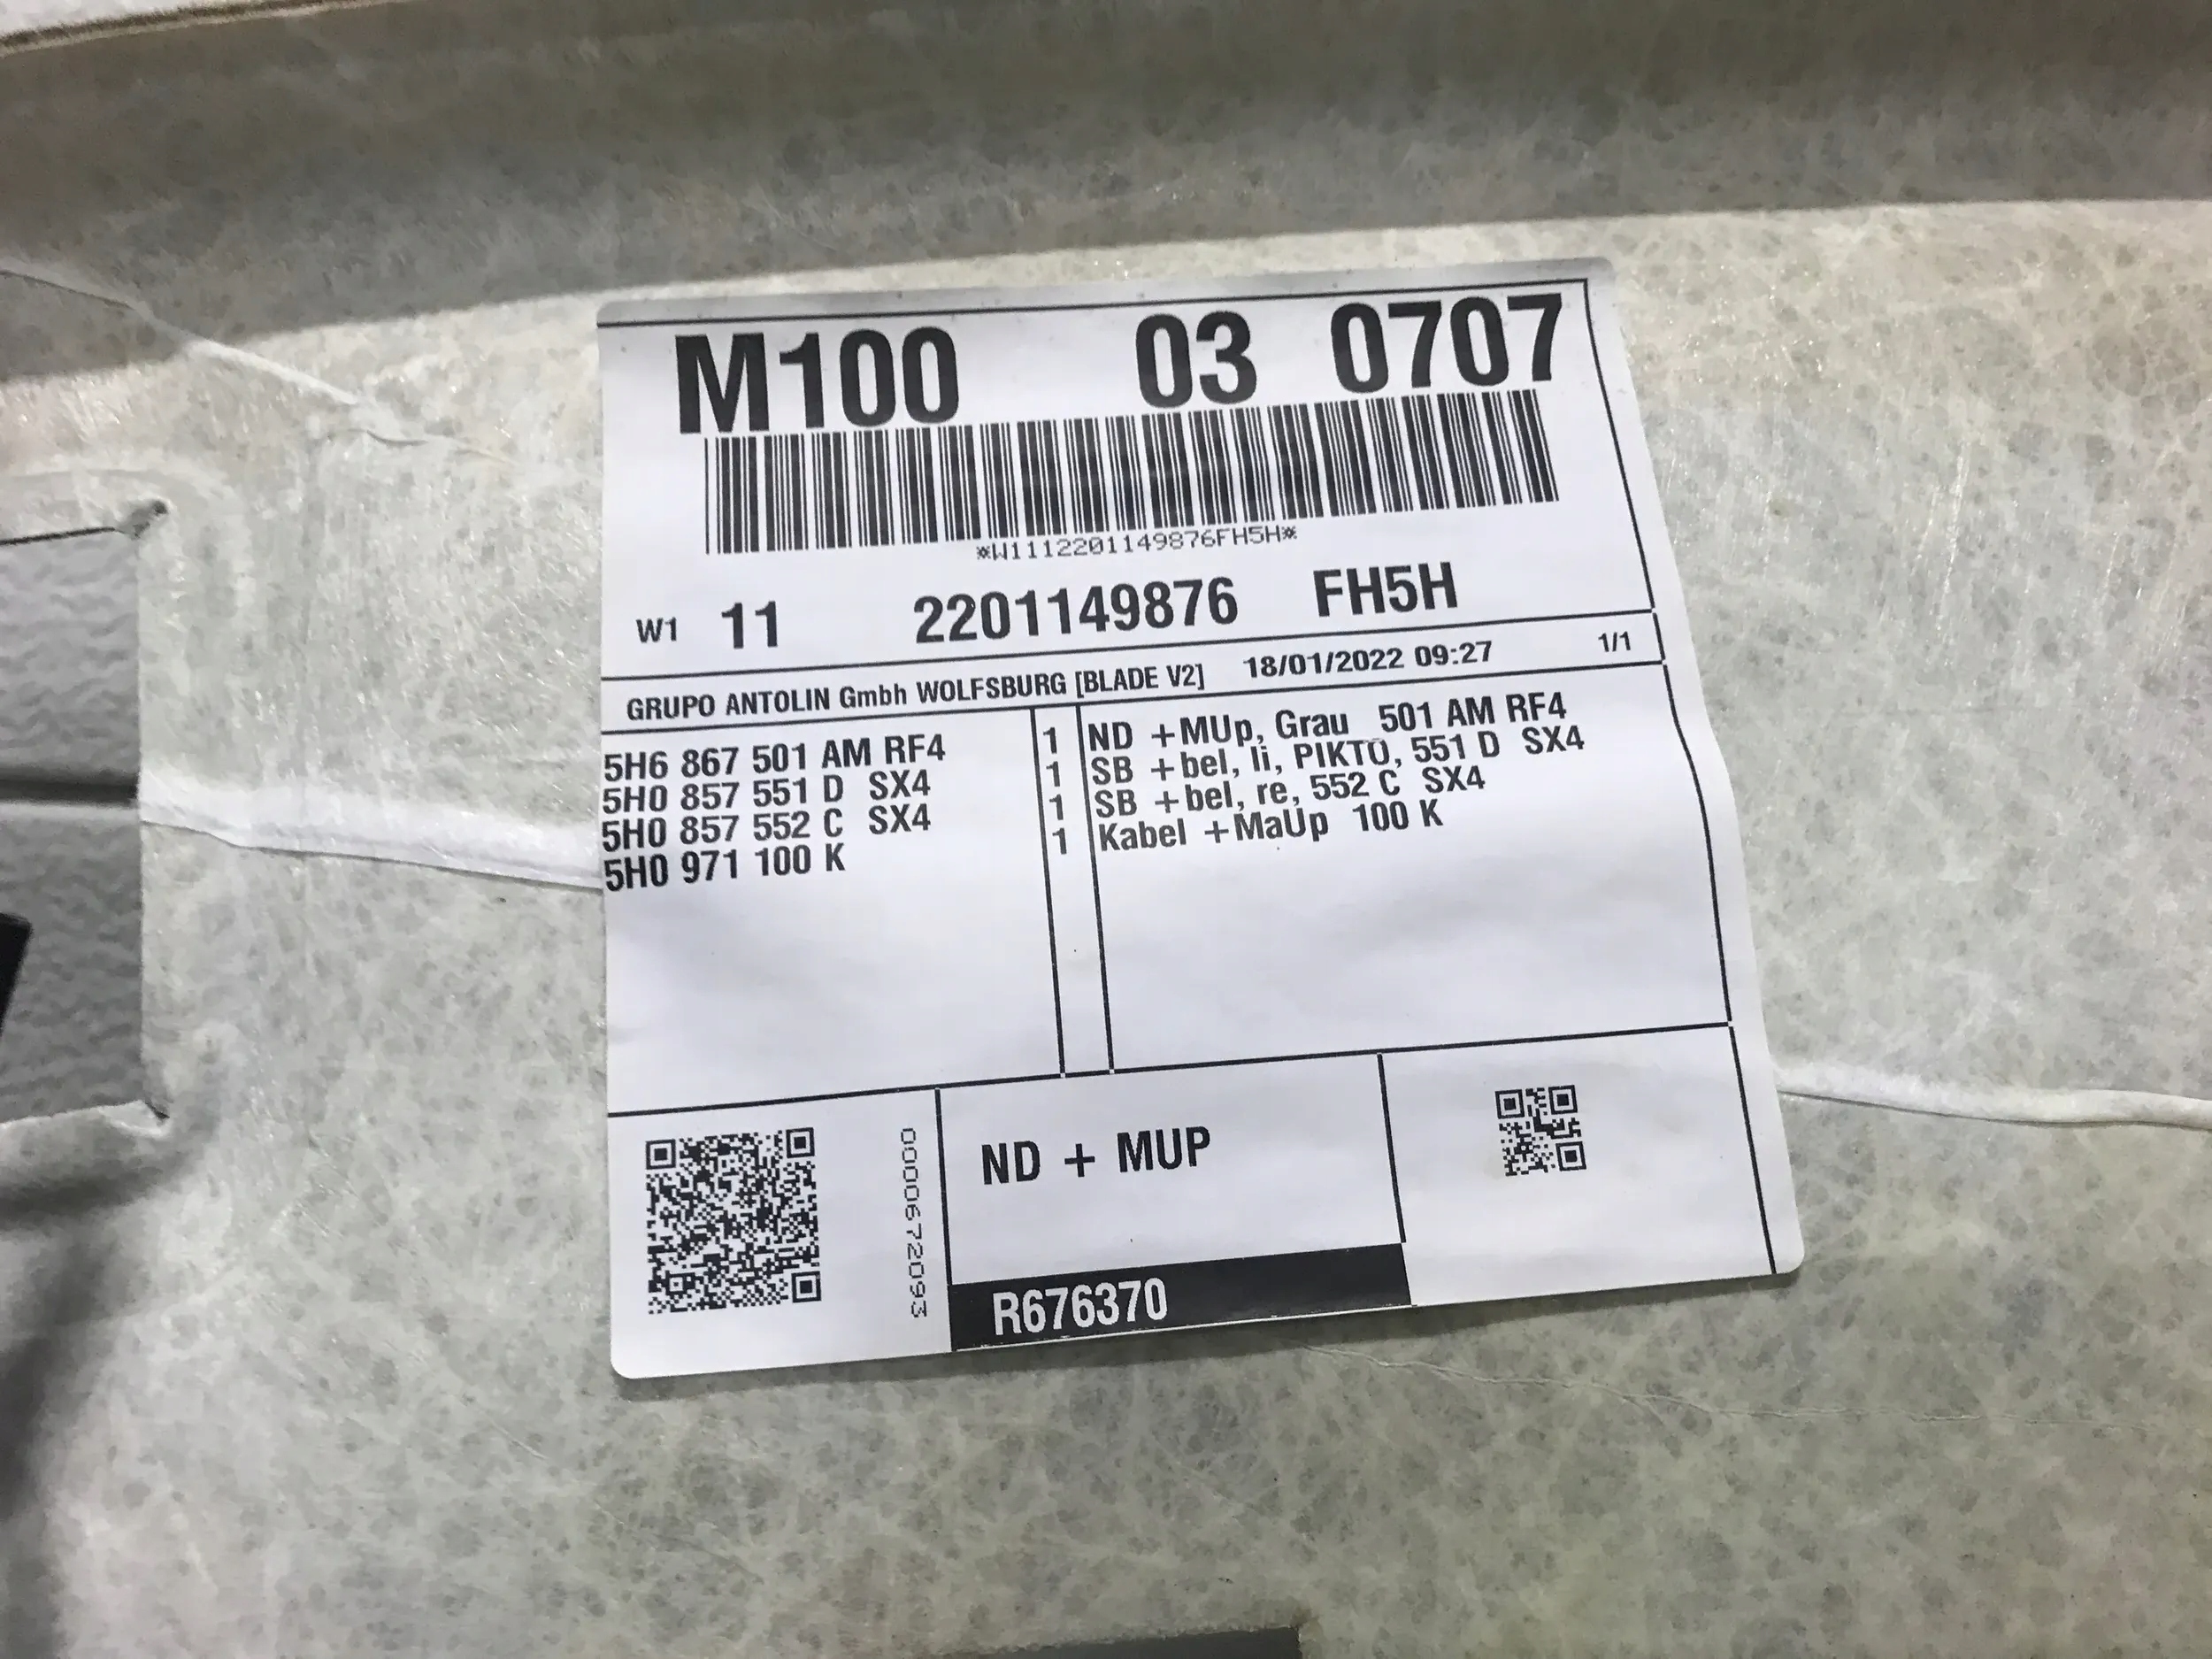 M100 03 0707
*W1112201149876FH5H*
W1 11 2201149876 FH5H
GRUPO ANTOLIN Gmbh WOLFSBURG [BLADE V2] 18/01/2022 09:27 1/1
5H6 867 501 AM RF4 1 ND +MUp, Grau 501 AM RF4
5H0 857 551 D SX4 1 SB +bel, li, PIKTO, 551 D SX4
5H0 857 552 C SX4 1 SB +bel, re, 552 C SX4
5H0 971 100 K 1 Kabel +MaUp 100 K
0000672093
ND + MUP
R676370